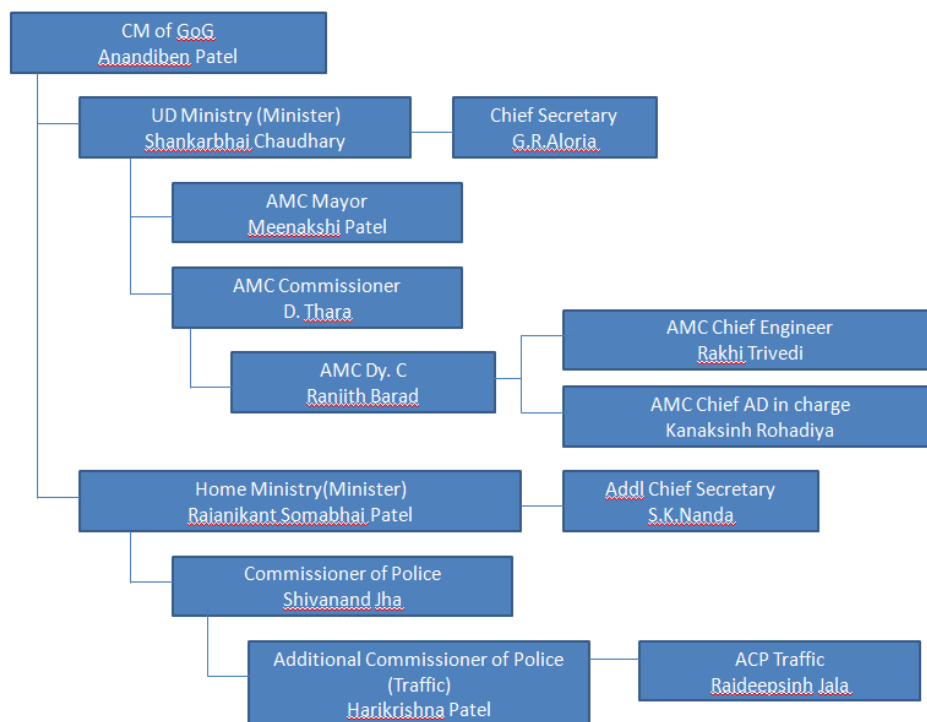 CM of GoG
Anandiben Patel
UD Ministry (Minister)
Shankarbhai Chaudhary
Chief Secretary
G.R.Aloria
AMC Mayor
Meenakshi Patel
AMC Commissioner
D. Thara
AMC Dy. C
Ranjith Barad
AMC Chief Engineer
Rakhi Trivedi
AMC Chief AD in charge
Kanaksinh Rohadiya
Home Ministry(Minister)
Rajanikant Somabhai Patel
Addl Chief Secretary
S.K.Nanda
Commissioner of Police
Shivanand Jha
Additional Commissioner of Police
(Traffic)
Harikrishna Patel
ACP Traffic
Rajdeepsinh Jala